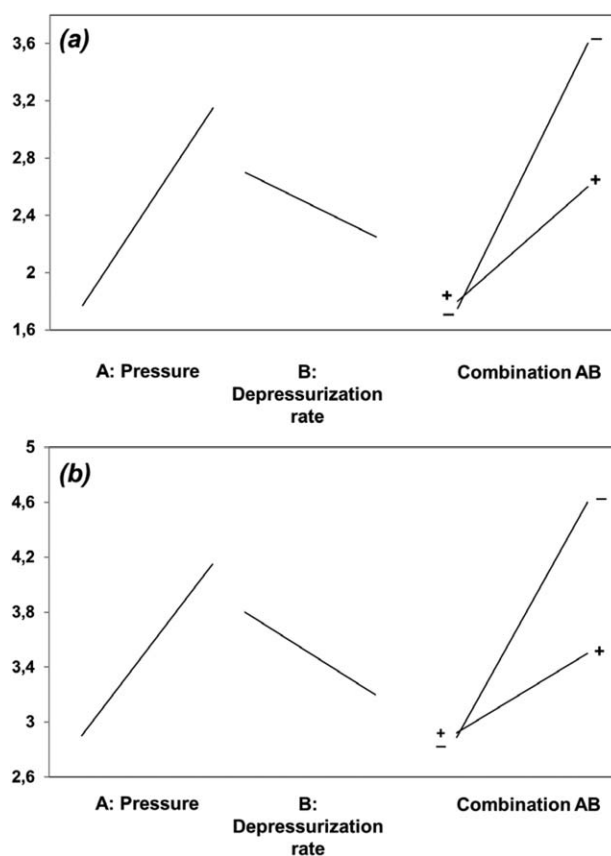 (a)
3,6
3,2
2,8
2,4
2
1,6
−
+
+
−
A: Pressure
B:
Depressurization
rate
Combination AB
(b)
5
4,6
4,2
3,8
3,4
3
2,6
−
+
+
−
A: Pressure
B:
Depressurization
rate
Combination AB